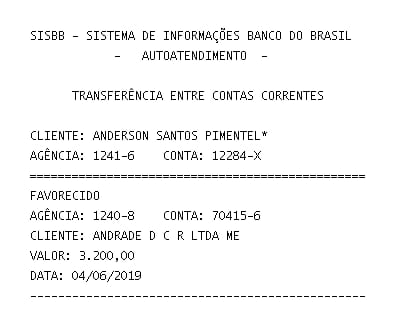 SISBB - SISTEMA DE INFORMAÇÕES BANCO DO BRASIL
- AUTOATENDIMENTO -
TRANSFERÊNCIA ENTRE CONTAS CORRENTES
CLIENTE: ANDERSON SANTOS PIMENTEL*
AGÊNCIA: 1241-6 CONTA: 12284-X
================================================
FAVORECIDO
AGÊNCIA: 1240-8 CONTA: 70415-6
CLIENTE: ANDRADE D C R LTDA ME
VALOR: 3.200,00
DATA: 04/06/2019
------------------------------------------------